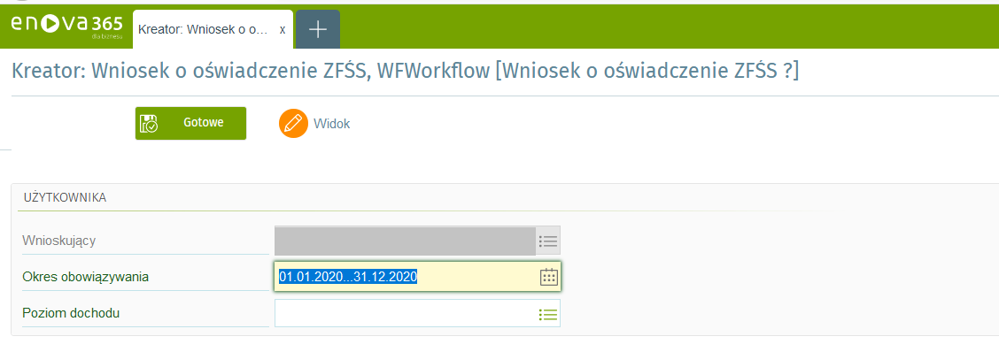 enova365
dla biznesu
Kreator: Wniosek o o... x
Kreator: Wniosek o oświadczenie ZFŚS, WFWorkflow [Wniosek o oświadczenie ZFŚS ?]
Gotowe
Widok
UŻYTKOWNIKA
Wnioskujący
Okres obowiązywania 01.01.2020...31.12.2020
Poziom dochodu